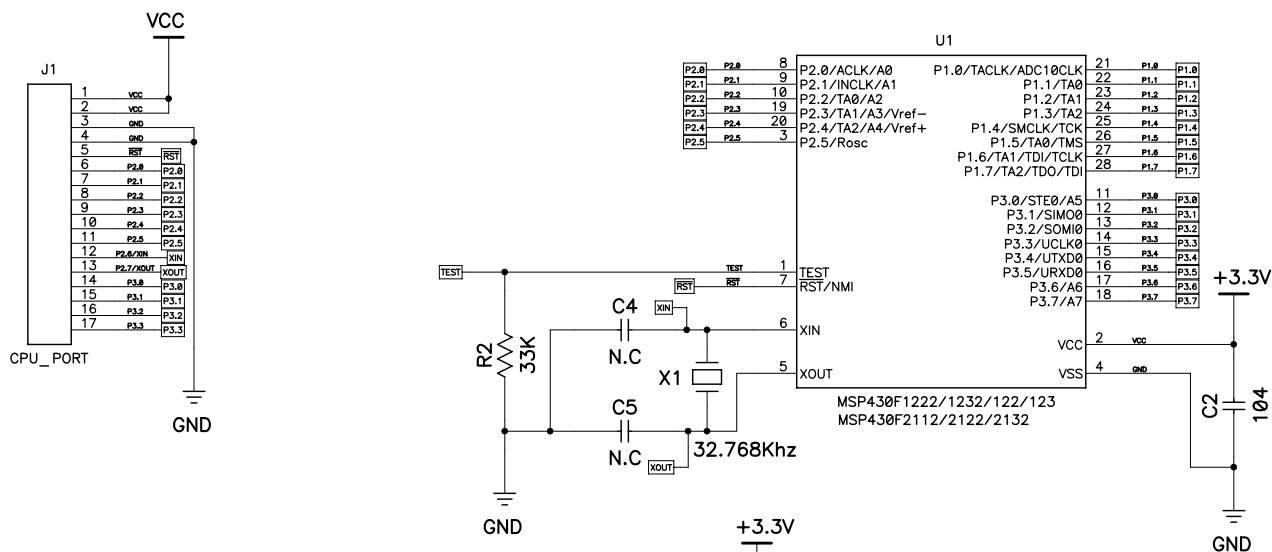 VCC
J1
1 VCC
2 VCC
3 GND
4 GND
5 RST RST
6 P2.0 P2.0
7 P2.1 P2.1
8 P2.2 P2.2
9 P2.3 P2.3
10 P2.4 P2.4
11 P2.5 P2.5
12 P2.6/XIN XIN
13 P2.7/XOUT XOUT
14 P3.0 P3.0
15 P3.1 P3.1
16 P3.2 P3.2
17 P3.3 P3.3
CPU_PORT
GND
U1
P2.0 P2.0 8 P2.0/ACLK/A0
P2.1 P2.1 9 P2.1/INCLK/A1
P2.2 P2.2 10 P2.2/TA0/A2
P2.3 P2.3 19 P2.3/TA1/A3/Vref-
P2.4 P2.4 20 P2.4/TA2/A4/Vref+
P2.5 P2.5 3 P2.5/Rosc
P1.0/TACLK/ADC10CLK 21 P1.0 P1.0
P1.1/TA0 22 P1.1 P1.1
P1.2/TA1 23 P1.2 P1.2
P1.3/TA2 24 P1.3 P1.3
P1.4/SMCLK/TCK 25 P1.4 P1.4
P1.5/TA0/TMS 26 P1.5 P1.5
P1.6/TA1/TDI/TCLK 27 P1.6 P1.6
P1.7/TA2/TDO/TDI 28 P1.7 P1.7
P3.0/STE0/A5 11 P3.0 P3.0
P3.1/SIMO0 12 P3.1 P3.1
P3.2/SOMI0 13 P3.2 P3.2
P3.3/UCLK0 14 P3.3 P3.3
P3.4/UTXD0 15 P3.4 P3.4
P3.5/URXD0 16 P3.5 P3.5
P3.6/A6 17 P3.6 P3.6
P3.7/A7 18 P3.7 P3.7
TEST TEST 1 TEST
RST RST 7 RST/NMI
XIN
C4
N.C
6 XIN
R2
33K
X1
5 XOUT
C5
N.C
XOUT
32.768Khz
GND
VCC 2 VCC
VSS 4 GND
+3.3V
C2
104
GND
MSP430F1222/1232/122/123
MSP430F2112/2122/2132
+3.3V